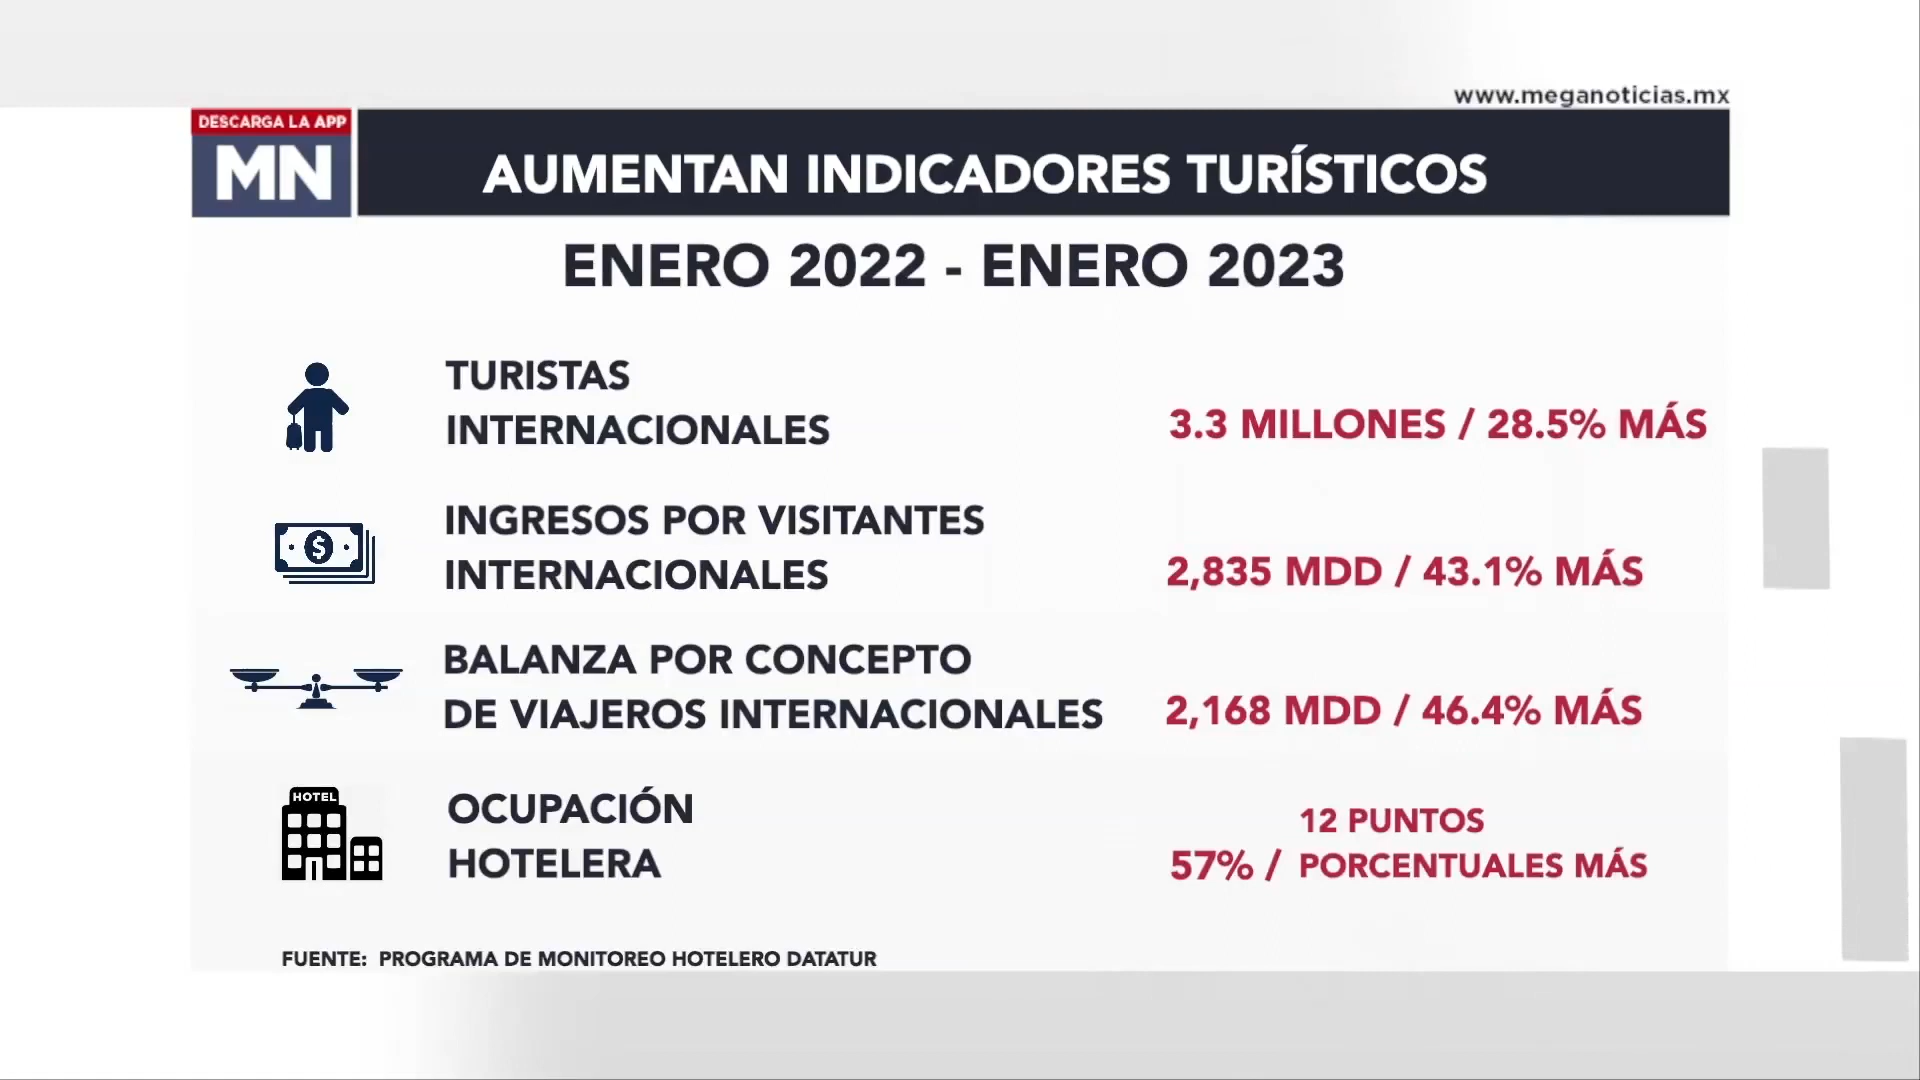 www.meganoticias.mx
DESCARGA LA APP
MN
AUMENTAN INDICADORES TURÍSTICOS
ENERO 2022 - ENERO 2023
TURISTAS
INTERNACIONALES
3.3 MILLONES / 28.5% MÁS
INGRESOS POR VISITANTES
INTERNACIONALES
2,835 MDD / 43.1% MÁS
BALANZA POR CONCEPTO
DE VIAJEROS INTERNACIONALES
2,168 MDD / 46.4% MÁS
HOTEL
OCUPACIÓN
HOTELERA
12 PUNTOS
57% / PORCENTUALES MÁS
FUENTE: PROGRAMA DE MONITOREO HOTELERO DATATUR